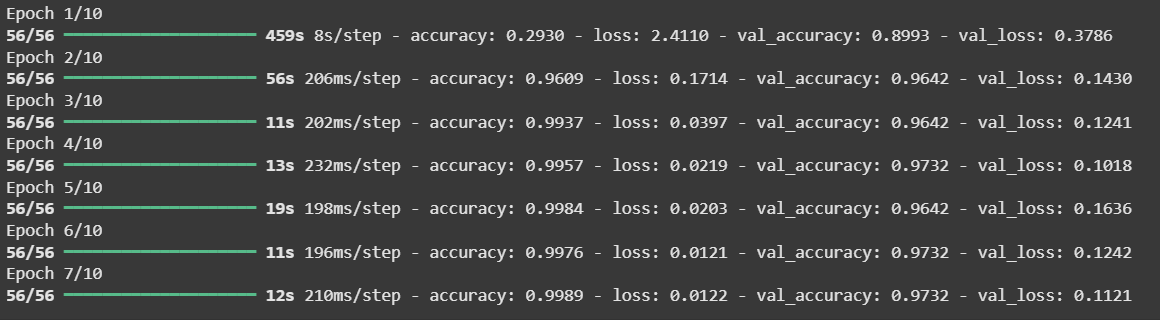 Epoch 1/10
56/56 ━━━━━━━━━━━━━━━━━━━━ 459s 8s/step - accuracy: 0.2930 - loss: 2.4110 - val_accuracy: 0.8993 - val_loss: 0.3786
Epoch 2/10
56/56 ━━━━━━━━━━━━━━━━━━━━ 56s 206ms/step - accuracy: 0.9609 - loss: 0.1714 - val_accuracy: 0.9642 - val_loss: 0.1430
Epoch 3/10
56/56 ━━━━━━━━━━━━━━━━━━━━ 11s 202ms/step - accuracy: 0.9937 - loss: 0.0397 - val_accuracy: 0.9642 - val_loss: 0.1241
Epoch 4/10
56/56 ━━━━━━━━━━━━━━━━━━━━ 13s 232ms/step - accuracy: 0.9957 - loss: 0.0219 - val_accuracy: 0.9732 - val_loss: 0.1018
Epoch 5/10
56/56 ━━━━━━━━━━━━━━━━━━━━ 19s 198ms/step - accuracy: 0.9984 - loss: 0.0203 - val_accuracy: 0.9642 - val_loss: 0.1636
Epoch 6/10
56/56 ━━━━━━━━━━━━━━━━━━━━ 11s 196ms/step - accuracy: 0.9976 - loss: 0.0121 - val_accuracy: 0.9732 - val_loss: 0.1242
Epoch 7/10
56/56 ━━━━━━━━━━━━━━━━━━━━ 12s 210ms/step - accuracy: 0.9989 - loss: 0.0122 - val_accuracy: 0.9732 - val_loss: 0.1121